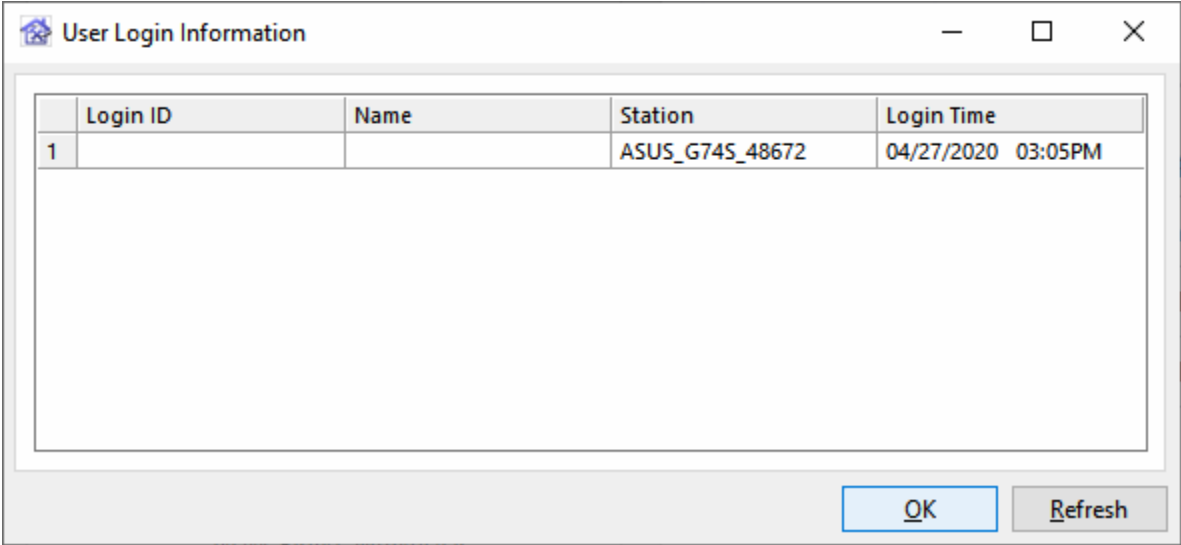 User Login Information
Login ID Name Station Login Time
1 ASUS_G74S_48672 04/27/2020 03:05PM
OK Refresh